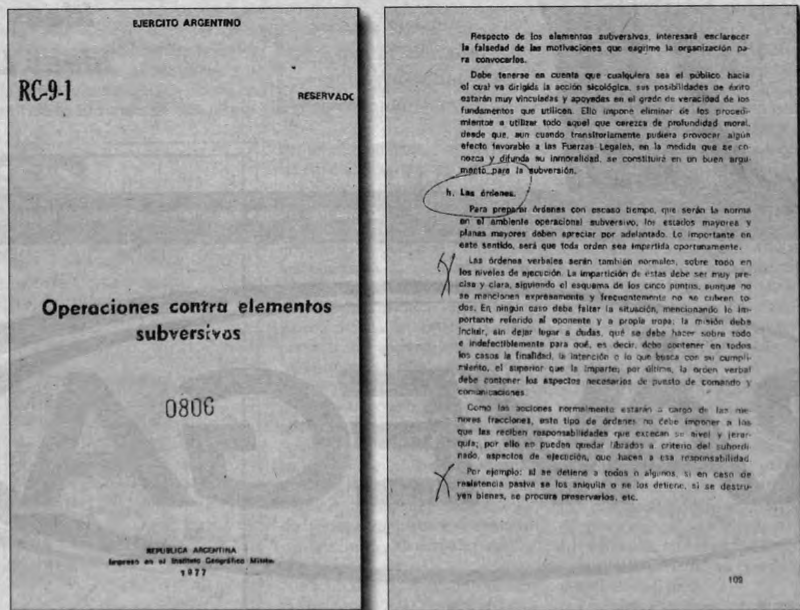 EJERCITO ARGENTINO
RC-9-1
RESERVADO
Operaciones contra elementos
subversivos
0806
REPUBLICA ARGENTINA
Impreso en el Instituto Geográfico Militar
1977
Respecto de los elementos subversivos, interesará esclarecer
la falsedad de las motivaciones que esgrime la organización pa-
ra convocarlos.
Debe tenerse en cuenta que cualquiera sea el público hacia
el cual va dirigida la acción sicológica, sus posibilidades de éxito
estarán muy vinculadas y apoyadas en el grado de veracidad de los
fundamentos que utilicen. Ello impone eliminar de los procedi-
mientos a utilizar todo aquel que carezca de profundidad moral,
desde que, aun cuando transitoriamente pudiera provocar algún
efecto favorable a las Fuerzas Legales, en la medida que se co-
nozca y difunda su inmoralidad, se constituirá en un buen argu-
mento para la subversión.
h. Las órdenes.
Para preparar órdenes con escaso tiempo, que serán la norma
en el ambiente operacional subversivo, los estados mayores y
planas mayores deben apreciar por adelantado. Lo importante en
este sentido, será que toda orden sea impartida oportunamente.
Las órdenes verbales serán también normales, sobre todo en
los niveles de ejecución. La impartición de éstas debe ser muy pre-
cisa y clara, siguiendo el esquema de los cinco puntos, aunque no
se mencionen expresamente y frecuentemente no se cubren to-
dos. En ningún caso debe faltar la situación, mencionando lo im-
portante referido al oponente y a propia tropa; la misión debe
incluir, sin dejar lugar a dudas, qué se debe hacer sobre todo
e indefectiblemente para qué, es decir, debe contener en todos
los casos la finalidad, la intención o lo que busca con su cumpli-
miento, el superior que la imparte; por último, la orden verbal
debe contener los aspectos necesarios de puesto de comando y
comunicaciones.
Como las acciones normalmente estarán a cargo de las me-
nores fracciones, este tipo de órdenes no debe imponer a los
que las reciben responsabilidades que excedan su nivel y jerar-
quía; por ello no pueden quedar librados a criterio del subordi-
nado, aspectos de ejecución, que hacen a esa responsabilidad.
Por ejemplo: si se detiene a todos o algunos, si en caso de
resistencia pasiva se los aniquila o se los detiene, si se destru-
yen bienes, se procura preservarlos, etc.
109